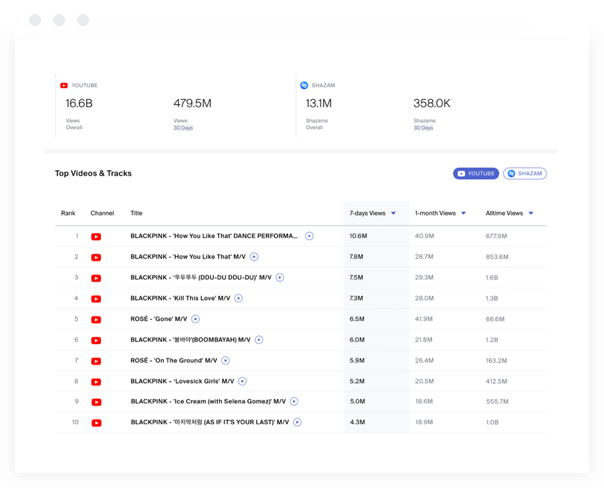 YOUTUBE SHAZAM
16.6B 479.5M 13.1M 358.0K
Views Views Shazams Shazams
Overall 30 Days Overall 30 Days
Top Videos & Tracks YOUTUBE SHAZAM
Rank Channel Title 7-days Views 1-month Views Alltime Views
1 BLACKPINK - 'How You Like That' DANCE PERFORMA... 10.6M 40.9M 677.9M
2 BLACKPINK - 'How You Like That' M/V 7.8M 28.7M 853.6M
3 BLACKPINK - '뚜두뚜두 (DDU-DU DDU-DU)' M/V 7.5M 29.3M 1.6B
4 BLACKPINK - 'Kill This Love' M/V 7.3M 28.0M 1.3B
5 ROSÉ - 'Gone' M/V 6.5M 41.9M 66.6M
6 BLACKPINK - '붐바야'(BOOMBAYAH) M/V 6.0M 21.8M 1.2B
7 ROSÉ - 'On The Ground' M/V 5.9M 26.4M 163.2M
8 BLACKPINK – 'Lovesick Girls' M/V 5.2M 20.5M 412.5M
9 BLACKPINK - 'Ice Cream (with Selena Gomez)' M/V 5.0M 18.6M 555.7M
10 BLACKPINK - '마지막처럼 (AS IF IT'S YOUR LAST)' M/V 4.3M 18.9M 1.0B